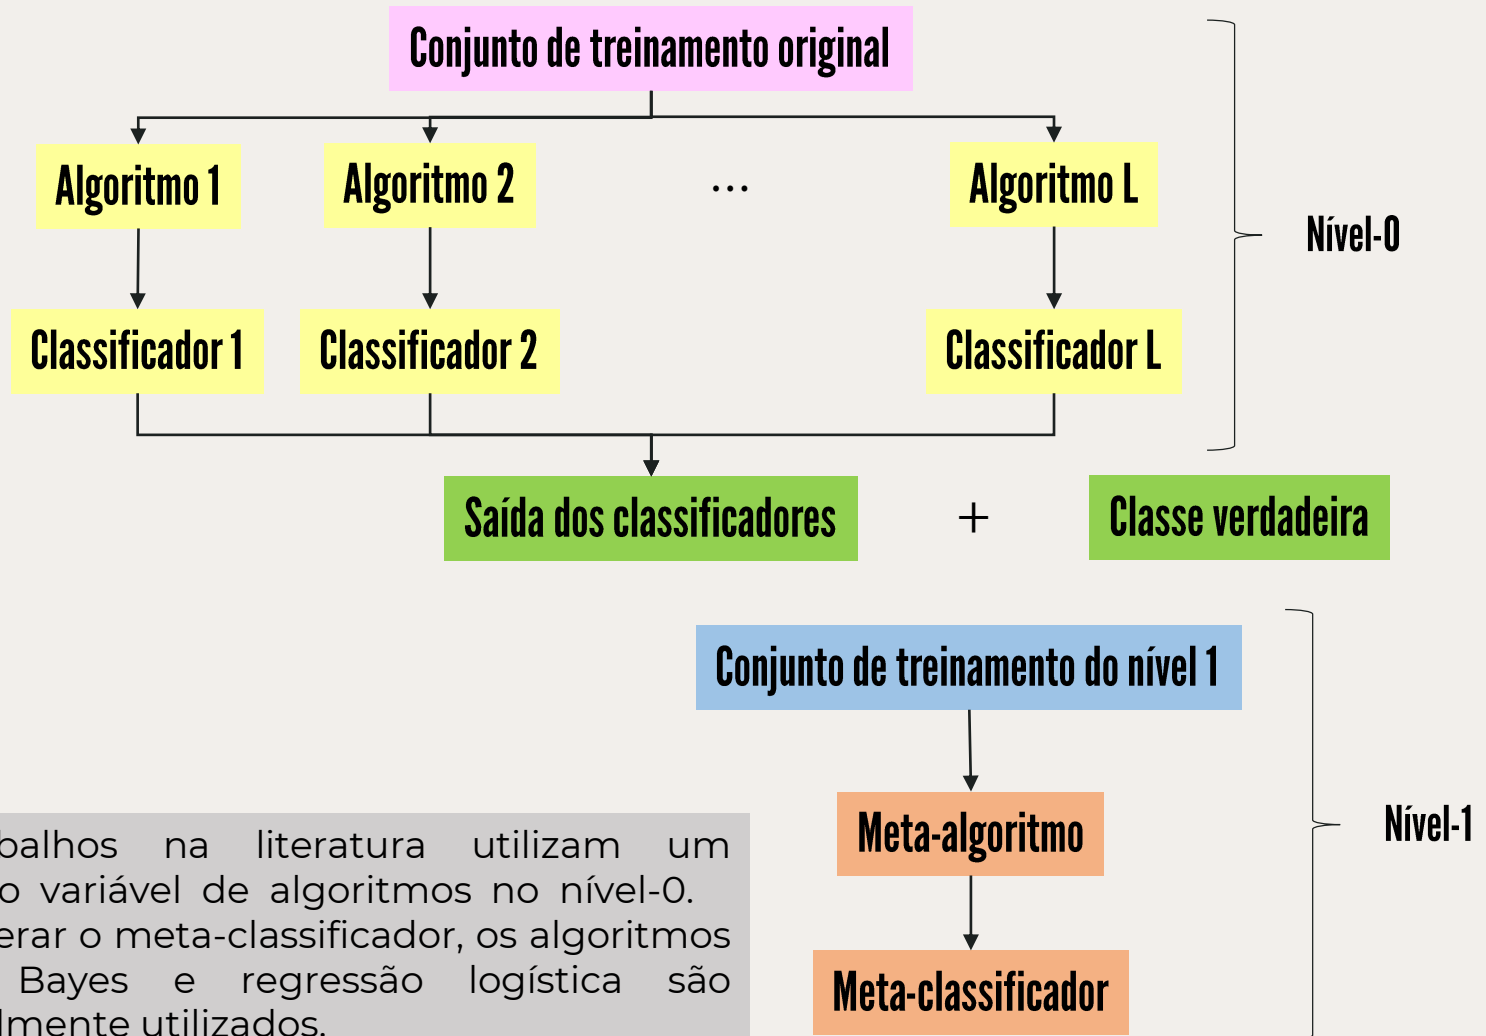 Conjunto de treinamento original
Algoritmo 1
Algoritmo 2
...
Algoritmo L
Nível-0
Classificador 1
Classificador 2
Classificador L
Saída dos classificadores
+
Classe verdadeira
Conjunto de treinamento do nível 1
Meta-algoritmo
Nível-1
Meta-classificador
na literatura utilizam um
variável de algoritmos no nível-0.
o meta-classificador, os algoritmos
Bayes e regressão logística são
utilizados.